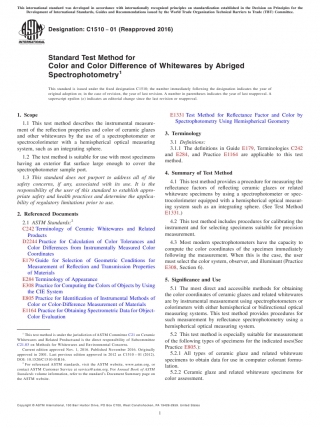 This international standard was developed in accordance with internationally recognized principles on standardization established in the Decision on Principles for the
Development of International Standards, Guides and Recommendations issued by the World Trade Organization Technical Barriers to Trade (TBT) Committee.
Designation: C1510 − 01 (Reapproved 2016)
Standard Test Method for
Color and Color Difference of Whitewares by Abriged
Spectrophotometry1
This standard is issued under the fixed designation C1510; the number immediately following the designation indicates the year of
original adoption or, in the case of revision, the year of last revision. A number in parentheses indicates the year of last reapproval. A
superscript epsilon (ε) indicates an editorial change since the last revision or reapproval.
1. Scope
1.1 This test method describes the instrumental measure-
ment of the reflection properties and color of ceramic glazes
and other whitewares by the use of a spectrophotometer or
spectrocolorimeter with a hemispherical optical measuring
system, such as an integrating sphere.
1.2 The test method is suitable for use with most specimens
having an exterior flat surface large enough to cover the
spectrophotometer sample port.
1.3 This standard does not purport to address all of the
safety concerns, if any, associated with its use. It is the
responsibility of the user of this standard to establish appro-
priate safety and health practices and determine the applica-
bility of regulatory limitations prior to use.
2. Referenced Documents
2.1 ASTM Standards:2
C242 Terminology of Ceramic Whitewares and Related
Products
D2244 Practice for Calculation of Color Tolerances and
Color Differences from Instrumentally Measured Color
Coordinates
E179 Guide for Selection of Geometric Conditions for
Measurement of Reflection and Transmission Properties
of Materials
E284 Terminology of Appearance
E308 Practice for Computing the Colors of Objects by Using
the CIE System
E805 Practice for Identification of Instrumental Methods of
Color or Color-Difference Measurement of Materials
E1164 Practice for Obtaining Spectrometric Data for Object-
Color Evaluation
1 This test method is under the jurisdiction of ASTM Committee C21 on Ceramic
Whitewares and Related Products and is the direct responsibility of Subcommittee
C21.03 on Methods for Whitewares and Environmental Concerns.
Current edition approved Nov. 1, 2016. Published November 2016. Originally
approved in 2001. Last previous edition approved in 2012 as C1510 – 01 (2012).
DOI: 10.1520/C1510-01R16.
2 For referenced ASTM standards, visit the ASTM website, www.astm.org, or
contact ASTM Customer Service at service@astm.org. For Annual Book of ASTM
Standards volume information, refer to the standard's Document Summary page on
the ASTM website.
E1331 Test Method for Reflectance Factor and Color by
Spectrophotometry Using Hemispherical Geometry
3. Terminology
3.1 Definitions:
3.1.1 The definitions in Guide E179, Terminologies C242
and E284, and Practice E1164 are applicable to this test
method.
4. Summary of Test Method
4.1 This test method provides a procedure for measuring the
reflectance factors of reflecting ceramic glazes or related
whiteware specimens by using a spectrophotometer or spec-
trocolorimeter equipped with a hemispherical optical measur-
ing system such as an integrating sphere. (See Test Method
E1331.)
4.2 This test method includes procedures for calibrating the
instrument and for selecting specimens suitable for precision
measurement.
4.3 Most modern spectrophotometers have the capacity to
compute the color coordinates of the specimen immediately
following the measurement. When this is the case, the user
must select the color system, observer, and illuminant (Practice
E308, Section 6).
5. Significance and Use
5.1 The most direct and accessible methods for obtaining
the color coordinates of ceramic glazes and related whitewares
are by instrumental measurement using spectrophotometers or
colorimeters with either hemispherical or bidirectional optical
measuring systems. This test method provides procedures for
such measurement by reflectance spectrophotometry using a
hemispherical optical measuring system.
5.2 This test method is especially suitable for measurement
of the following types of specimens for the indicated uses(See
Practice E805.):
5.2.1 All types of ceramic glaze and related whiteware
specimens to obtain data for use in computer colorant formu-
lation.
5.2.2 Ceramic glazes and related whitewares specimens for
color assessment.
Copyright © ASTM International, 100 Barr Harbor Drive, PO Box C700, West Conshohocken, PA 19428-2959. United States
1